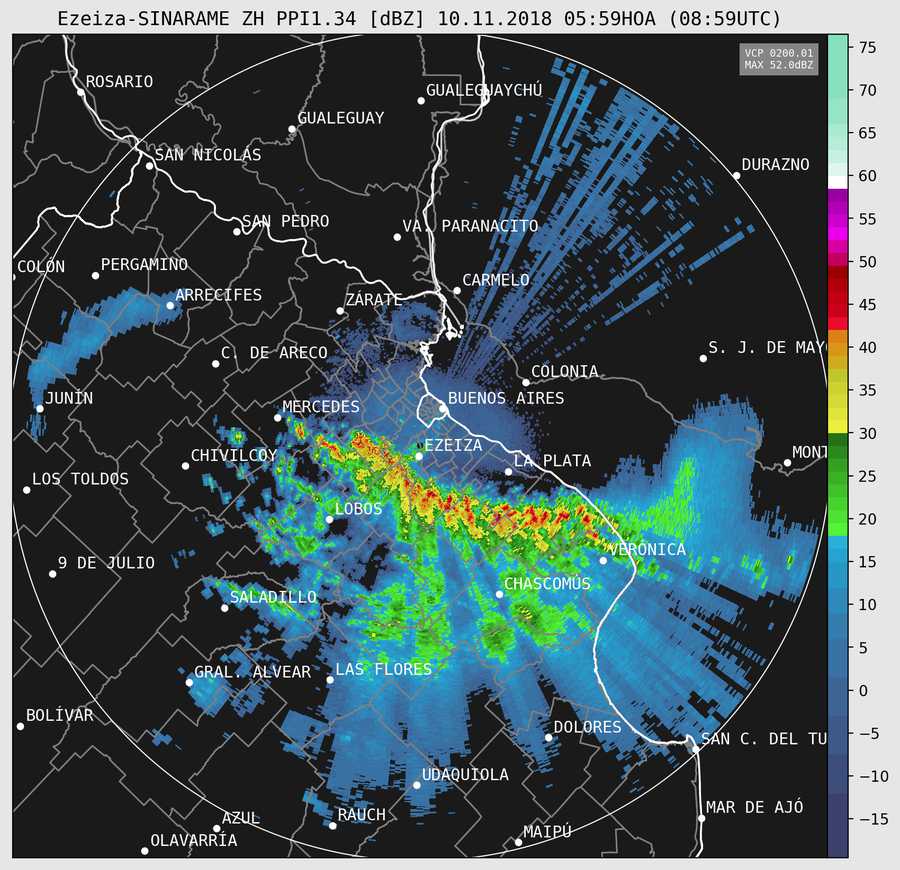 Ezeiza-SINARAME ZH PPI1.34 [dBZ] 10.11.2018 05:59HOA (08:59UTC)
VCP 0200.01
MAX 52.0dBZ
75
ROSARIO
GUALEGUAYCHÚ
70
GUALEGUAY
65
SAN NICOLÁS
DURAZNO
60
SAN PEDRO
VA. PARANACITO
55
COLÓN
PERGAMINO
50
ARRECIFES
ZÁRATE
CARMELO
45
C. DE ARECO
S. J. DE MAY
40
COLONIA
JUNÍN
MERCEDES
BUENOS AIRES
35
EZEIZA
30
CHIVILCOY
LA PLATA
MONT
LOS TOLDOS
25
LOBOS
20
9 DE JULIO
VERÓNICA
15
SALADILLO
CHASCOMÚS
10
GRAL. ALVEAR
LAS FLORES
5
0
BOLÍVAR
DOLORES
SAN C. DEL TU
−5
UDAQUIOLA
−10
AZUL
RAUCH
MAR DE AJÓ
−15
OLAVARRÍA
MAIPÚ